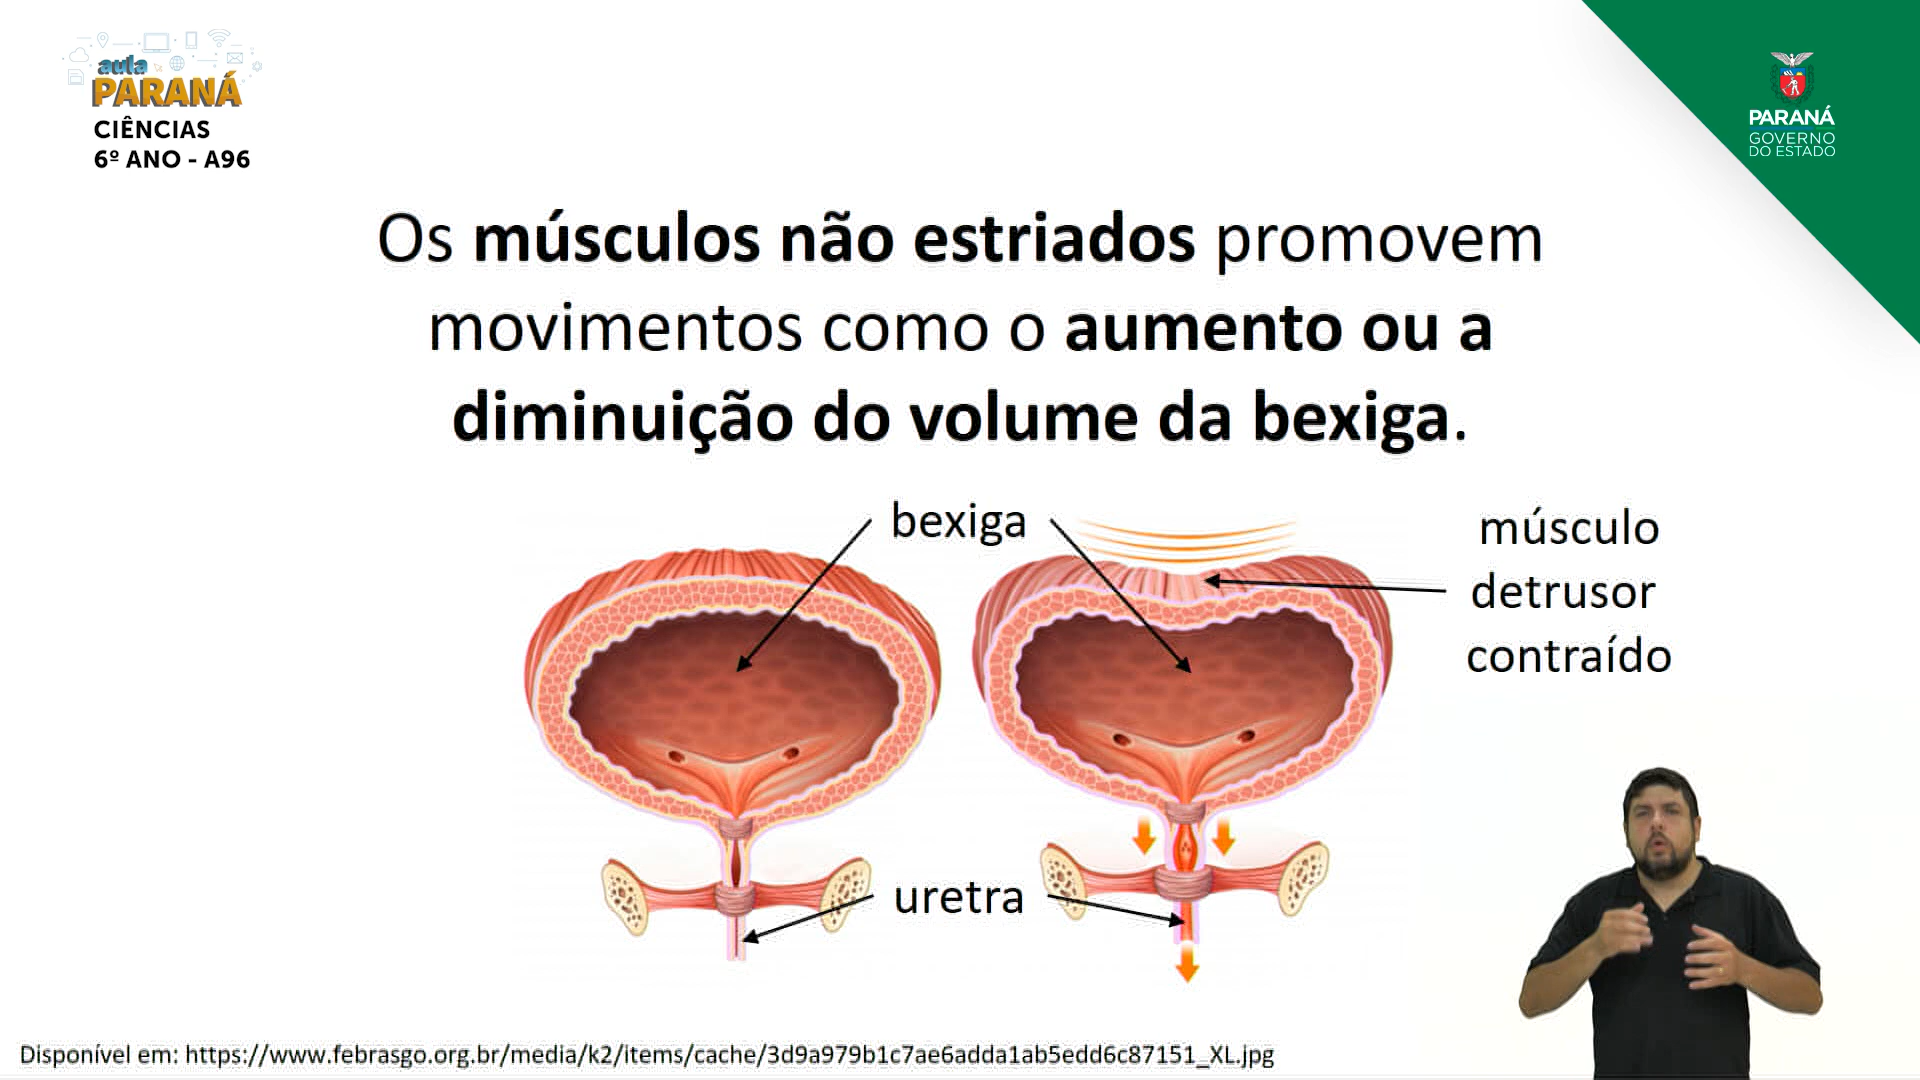 aula
PARANÁ
CIÊNCIAS
6º ANO - A96
PARANÁ
GOVERNO
DO ESTADO
Os músculos não estriados promovem
movimentos como o aumento ou a
diminuição do volume da bexiga.
bexiga
músculo
detrusor
contraído
uretra
Disponível em: https://www.febrasgo.org.br/media/k2/items/cache/3d9a979b1c7ae6adda1ab5edd6c87151_XL.jpg